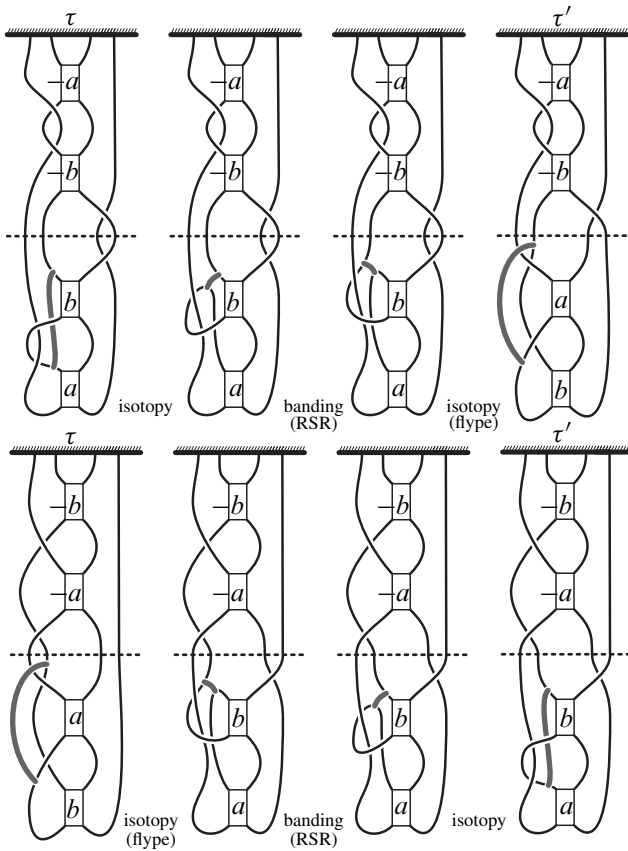 τ τ′
–a –a –a –a
–b –b –b –b
b b b a
a a a b
isotopy banding isotopy
(RSR) (flype)
τ τ′
–b –b –b –b
–a –a –a –a
a b b b
b a a a
isotopy banding isotopy
(flype) (RSR)